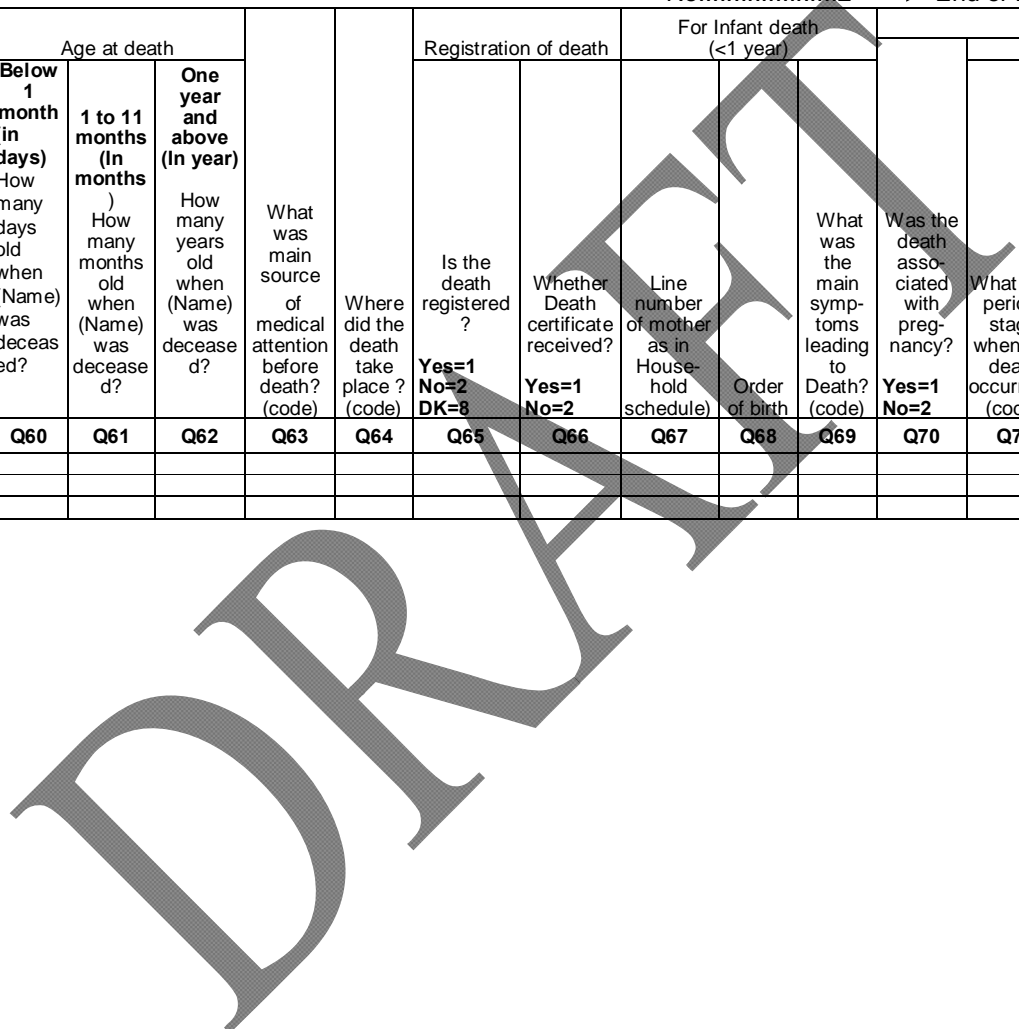 Age at death
Registration of death
For Infant death
(<1 year)
Below
1
month
(in
days)
How
many
days
old
when
(Name)
was
deceas
ed?
1 to 11
months
(In
months
)
How
many
months
old
when
(Name)
was
decease
d?
One
year
and
above
(In year)
How
many
years
old
when
(Name)
was
decease
d?
What
was
main
source
of
medical
attention
before
death?
(code)
Where
did the
death
take
place ?
(code)
Is the
death
registered
?
Yes=1
No=2
DK=8
Whether
Death
certificate
received?
Yes=1
No=2
Line
number
of mother
as in
House-
hold
schedule)
Order
of birth
What
was
the
main
symp-
toms
leading
to
Death?
(code)
Was the
death
asso-
ciated
with
preg-
nancy?
Yes=1
No=2
What
Q60 Q61 Q62 Q63 Q64 Q65 Q66 Q67 Q68 Q69 Q70
DRAFT